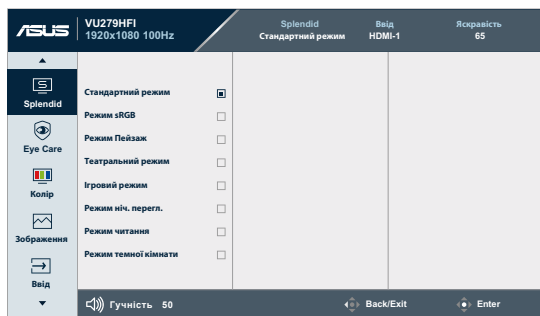 ASUS
VU279HFI
1920x1080 100Hz
Splendid
Стандартний режим
Ввід
HDMI-1
Яскравість
65
Splendid
Eye Care
Колір
Зображення
Ввід
Стандартний режим
Режим sRGB
Режим Пейзаж
Театральний режим
Ігровий режим
Режим ніч. перегл.
Режим читання
Режим темної кімнати
Гучність 50
Back/Exit
Enter